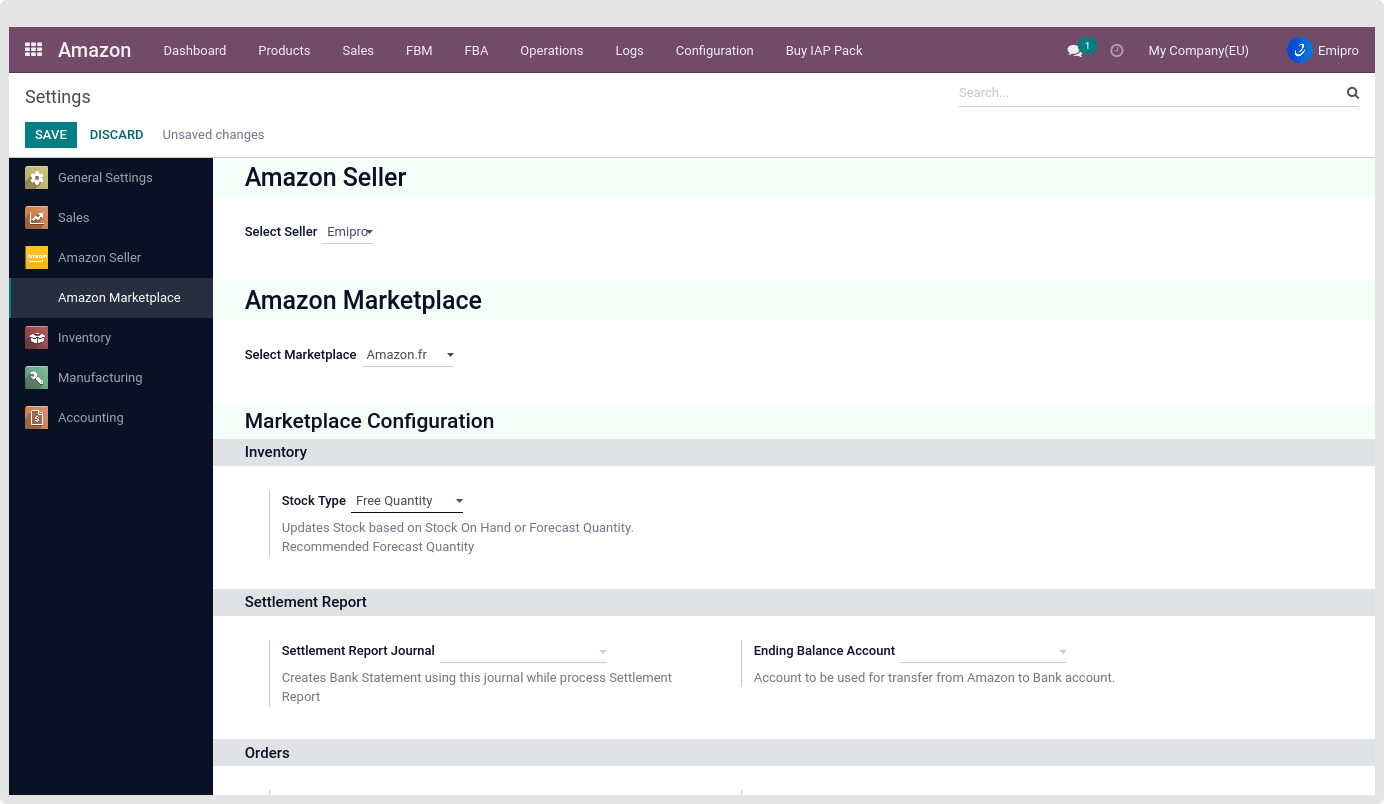 Amazon Dashboard Products Sales FBM FBA Operations Logs Configuration Buy IAP Pack 1 My Company(EU) Emipro
Settings Search...
SAVE DISCARD Unsaved changes
General Settings
Sales
Amazon
Amazon Seller
Amazon Marketplace
Inventory
Manufacturing
Accounting
Amazon Seller
Select Seller Emipro
Amazon Marketplace
Select Marketplace Amazon.fr
Marketplace Configuration
Inventory
Stock Type Free Quantity
Updates Stock based on Stock On Hand or Forecast Quantity.
Recommended Forecast Quantity
Settlement Report
Settlement Report Journal
Creates Bank Statement using this journal while process Settlement
Report
Ending Balance Account
Account to be used for transfer from Amazon to Bank account.
Orders